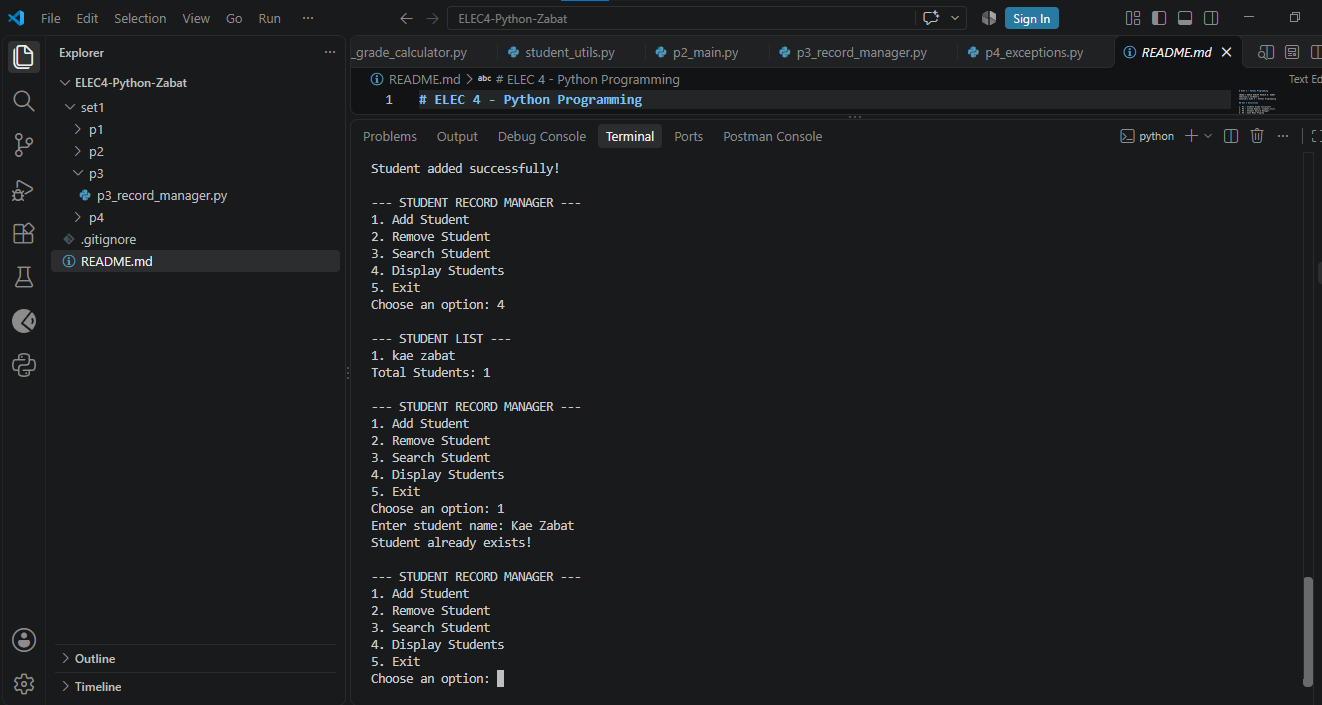 File Edit Selection View Go Run ···
ELEC4-Python-Zabat
Sign In
Explorer
ELEC4-Python-Zabat
set1
p1
p2
p3
p3_record_manager.py
p4
.gitignore
README.md
Outline
Timeline
_grade_calculator.py student_utils.py p2_main.py p3_record_manager.py p4_exceptions.py README.md
README.md > abc # ELEC 4 - Python Programming
Text Ed
1 # ELEC 4 - Python Programming
Problems Output Debug Console Terminal Ports Postman Console
python
Student added successfully!
--- STUDENT RECORD MANAGER ---
1. Add Student
2. Remove Student
3. Search Student
4. Display Students
5. Exit
Choose an option: 4
--- STUDENT LIST ---
1. kae zabat
Total Students: 1
--- STUDENT RECORD MANAGER ---
1. Add Student
2. Remove Student
3. Search Student
4. Display Students
5. Exit
Choose an option: 1
Enter student name: Kae Zabat
Student already exists!
--- STUDENT RECORD MANAGER ---
1. Add Student
2. Remove Student
3. Search Student
4. Display Students
5. Exit
Choose an option: